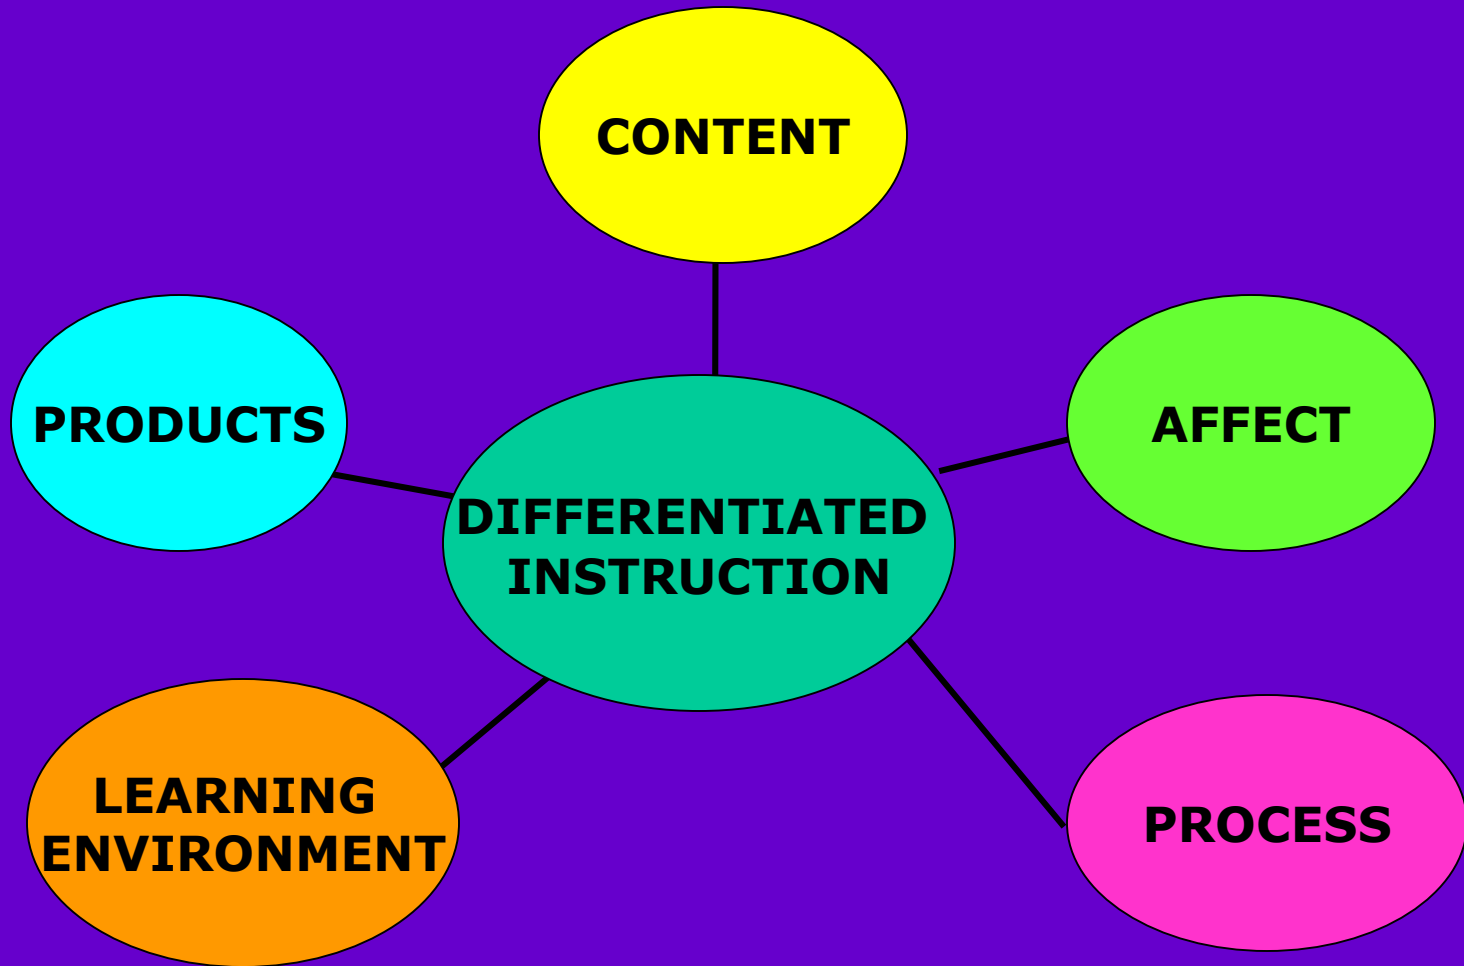 CONTENT
PRODUCTS
AFFECT
DIFFERENTIATED
INSTRUCTION
LEARNING
ENVIRONMENT
PROCESS